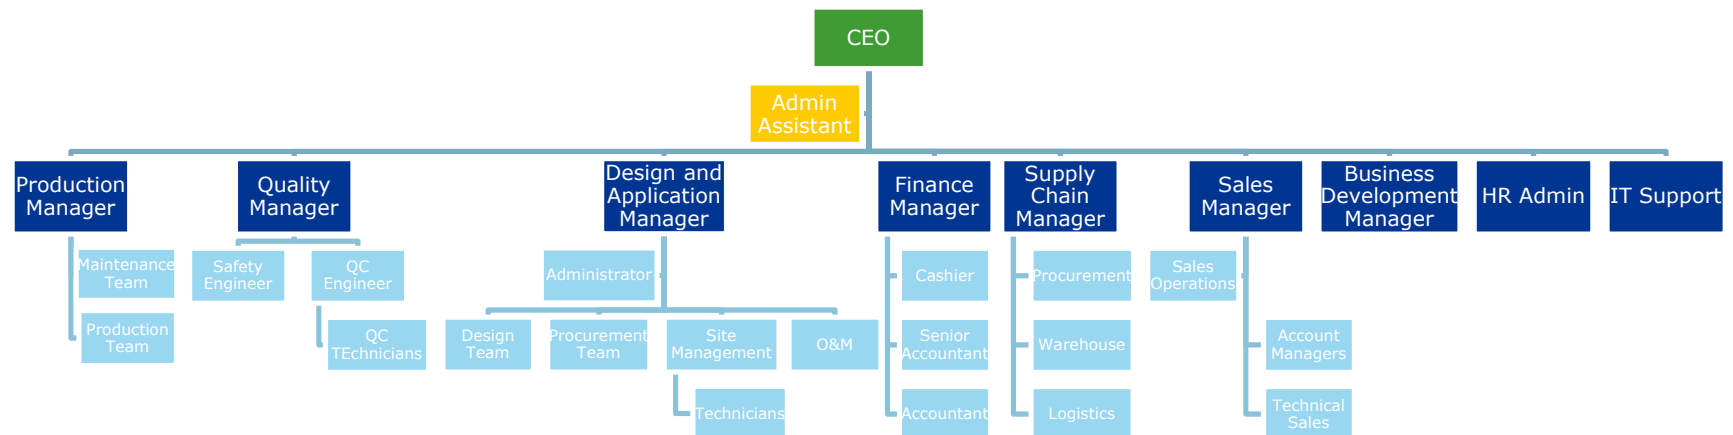 CEO
Admin
Assistant
Production
Manager
Quality
Manager
Design and
Application
Manager
Finance
Manager
Supply
Chain
Manager
Sales
Manager
Business
Development
Manager
HR Admin
IT Support
Maintenance
Team
Safety
Engineer
QC
Engineer
Administrator
Cashier
Procurement
Sales
Operations
Production
Team
QC
TEchnicians
Design
Team
Procurement
Team
Site
Management
O&M
Senior
Accountant
Warehouse
Account
Managers
Technicians
Accountant
Logistics
Technical
Sales